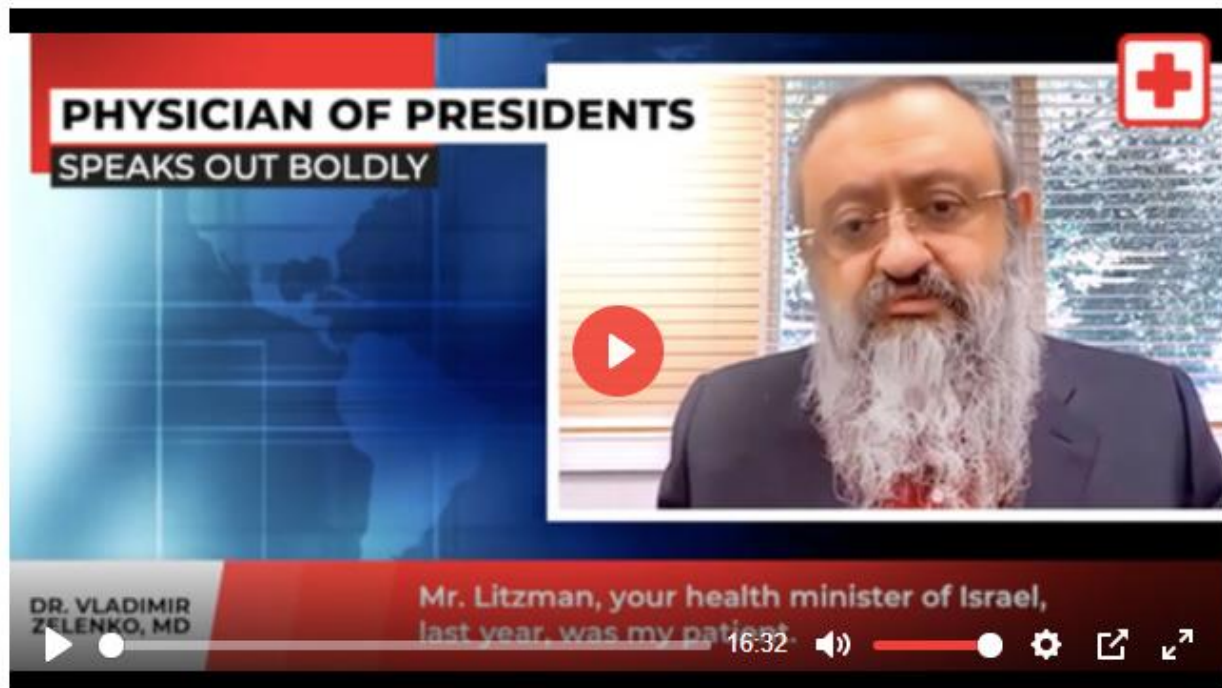 PHYSICIAN OF PRESIDENTS
SPEAKS OUT BOLDLY
DR. VLADIMIR
ZELENKO, MD
Mr. Litzman, your health minister of Israel,
last year, was my patient.
16:32